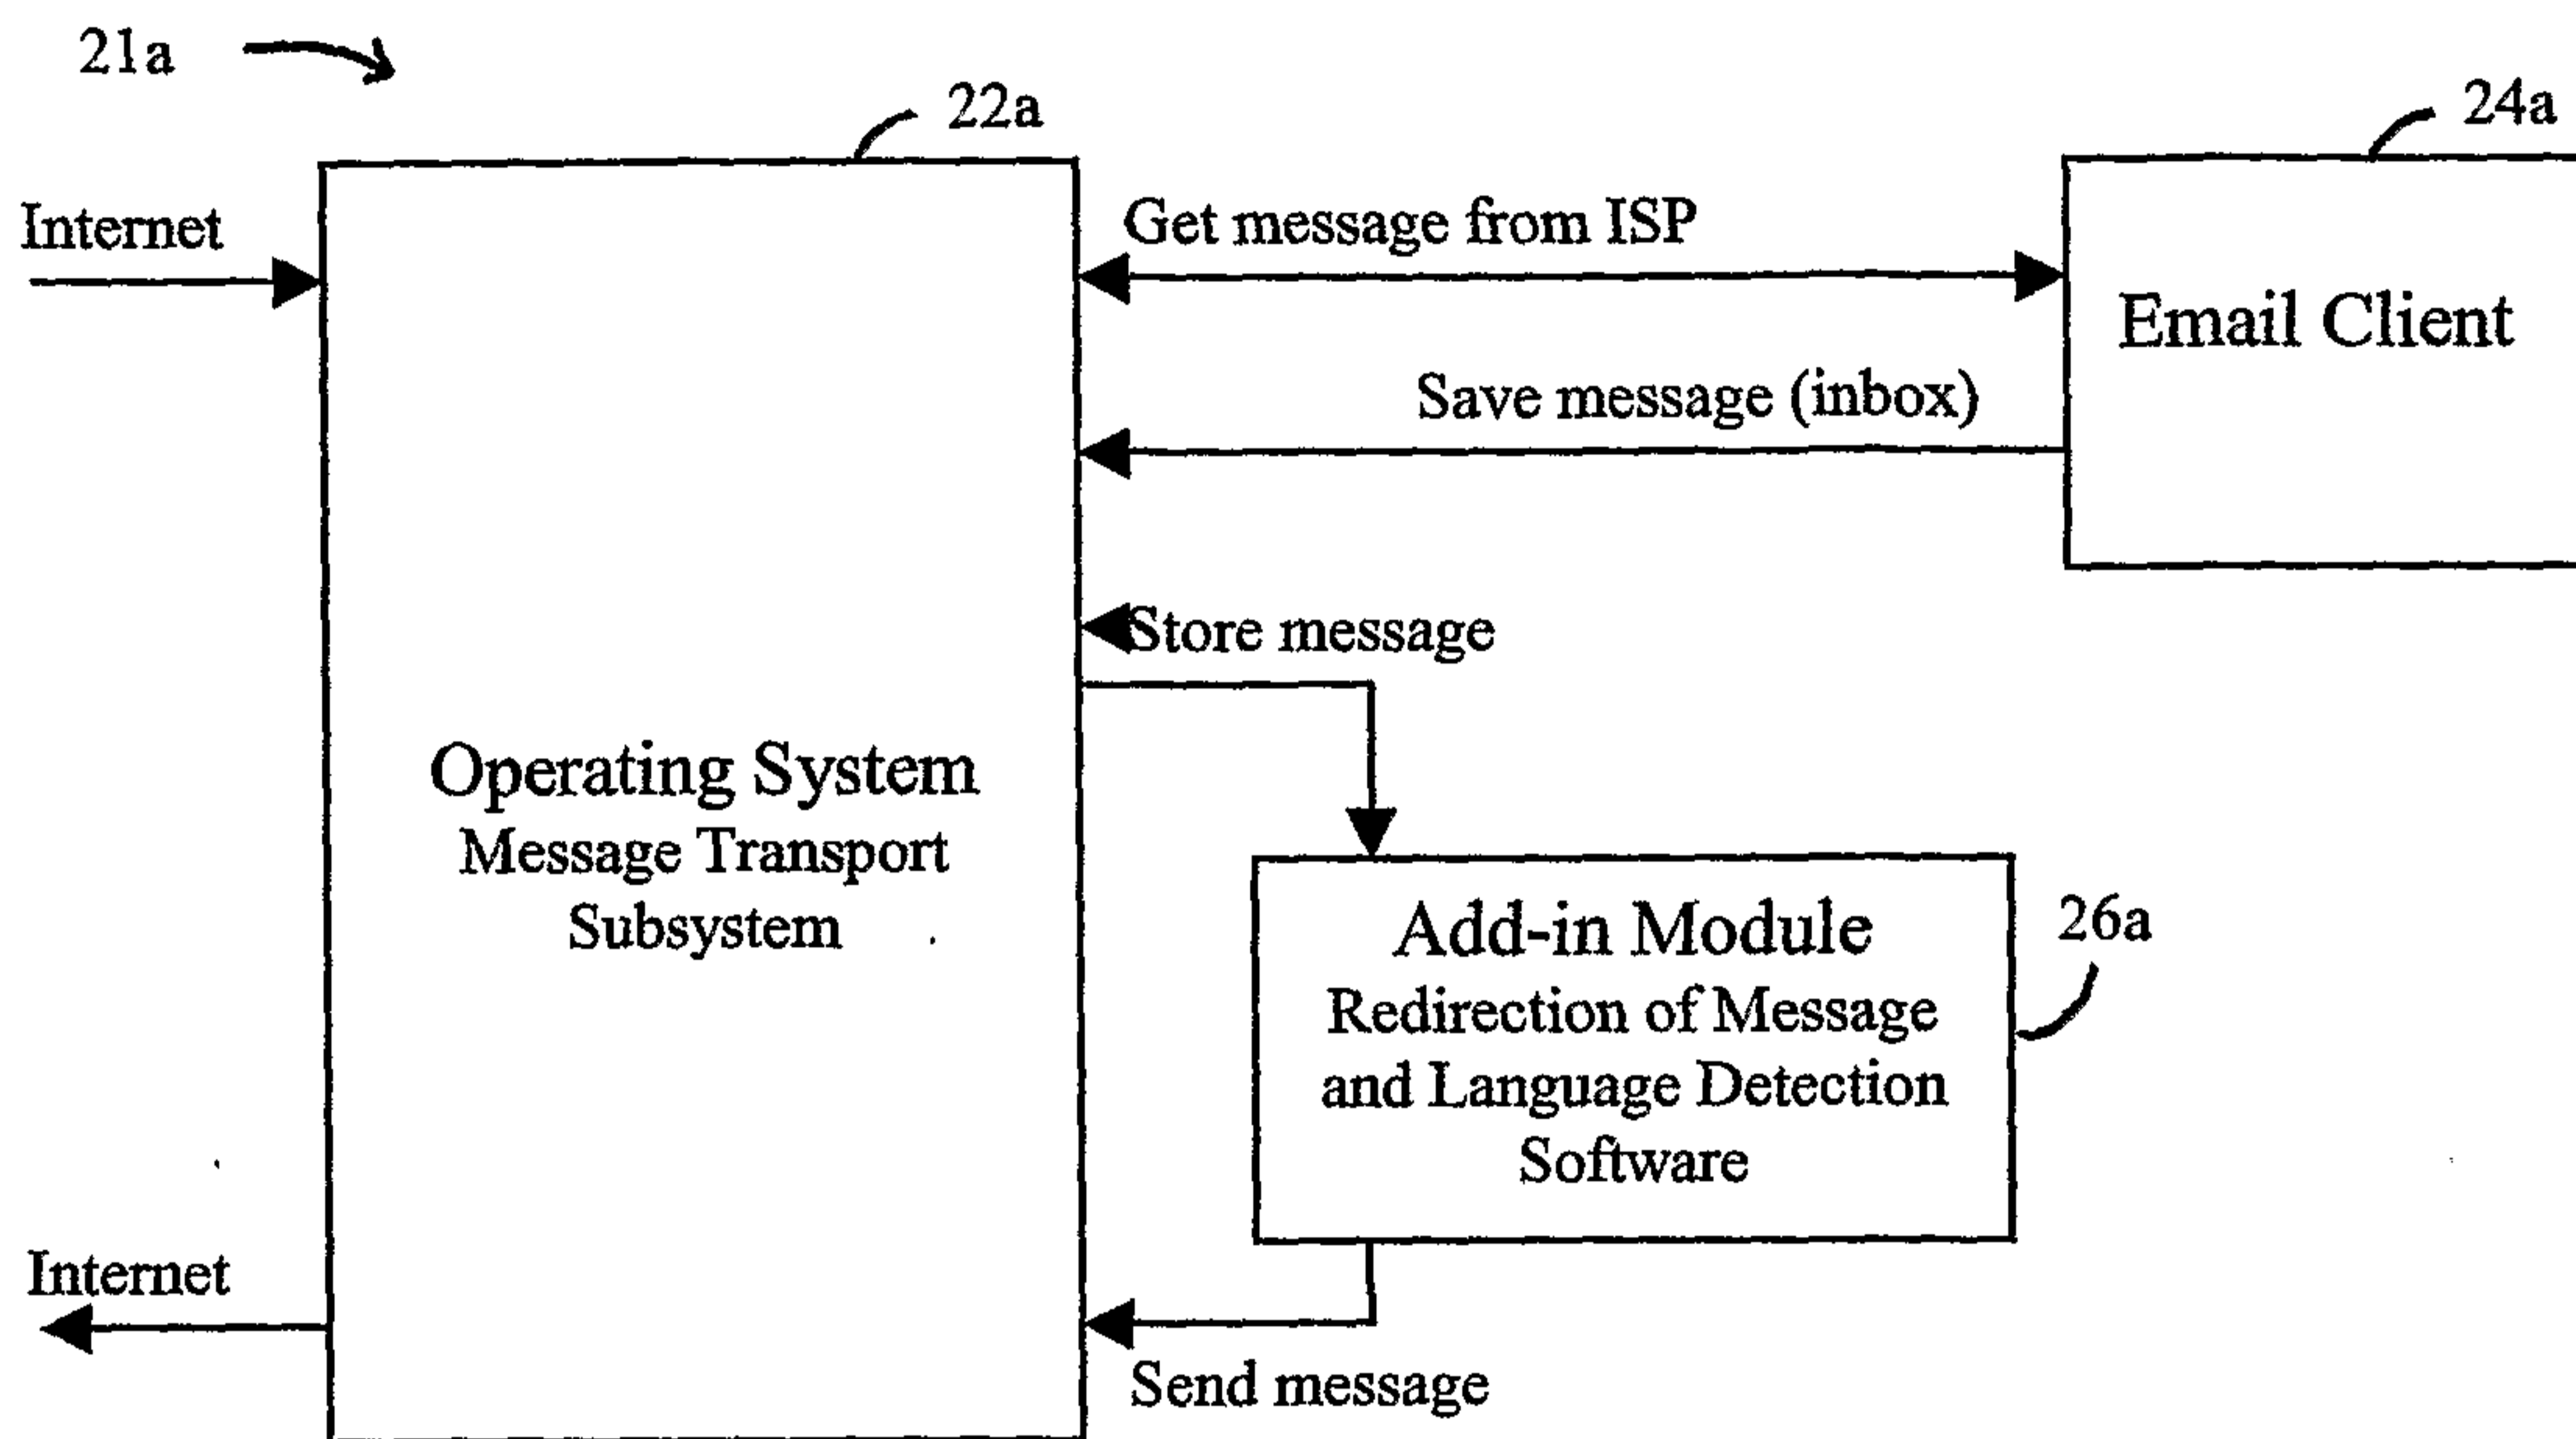 21a
22a
24a
Internet
Get message from ISP
Email Client
Save message (inbox)
Store message
Operating System
Message Transport
Subsystem
Add-in Module
Redirection of Message
and Language Detection
Software
26a
Internet
Send message